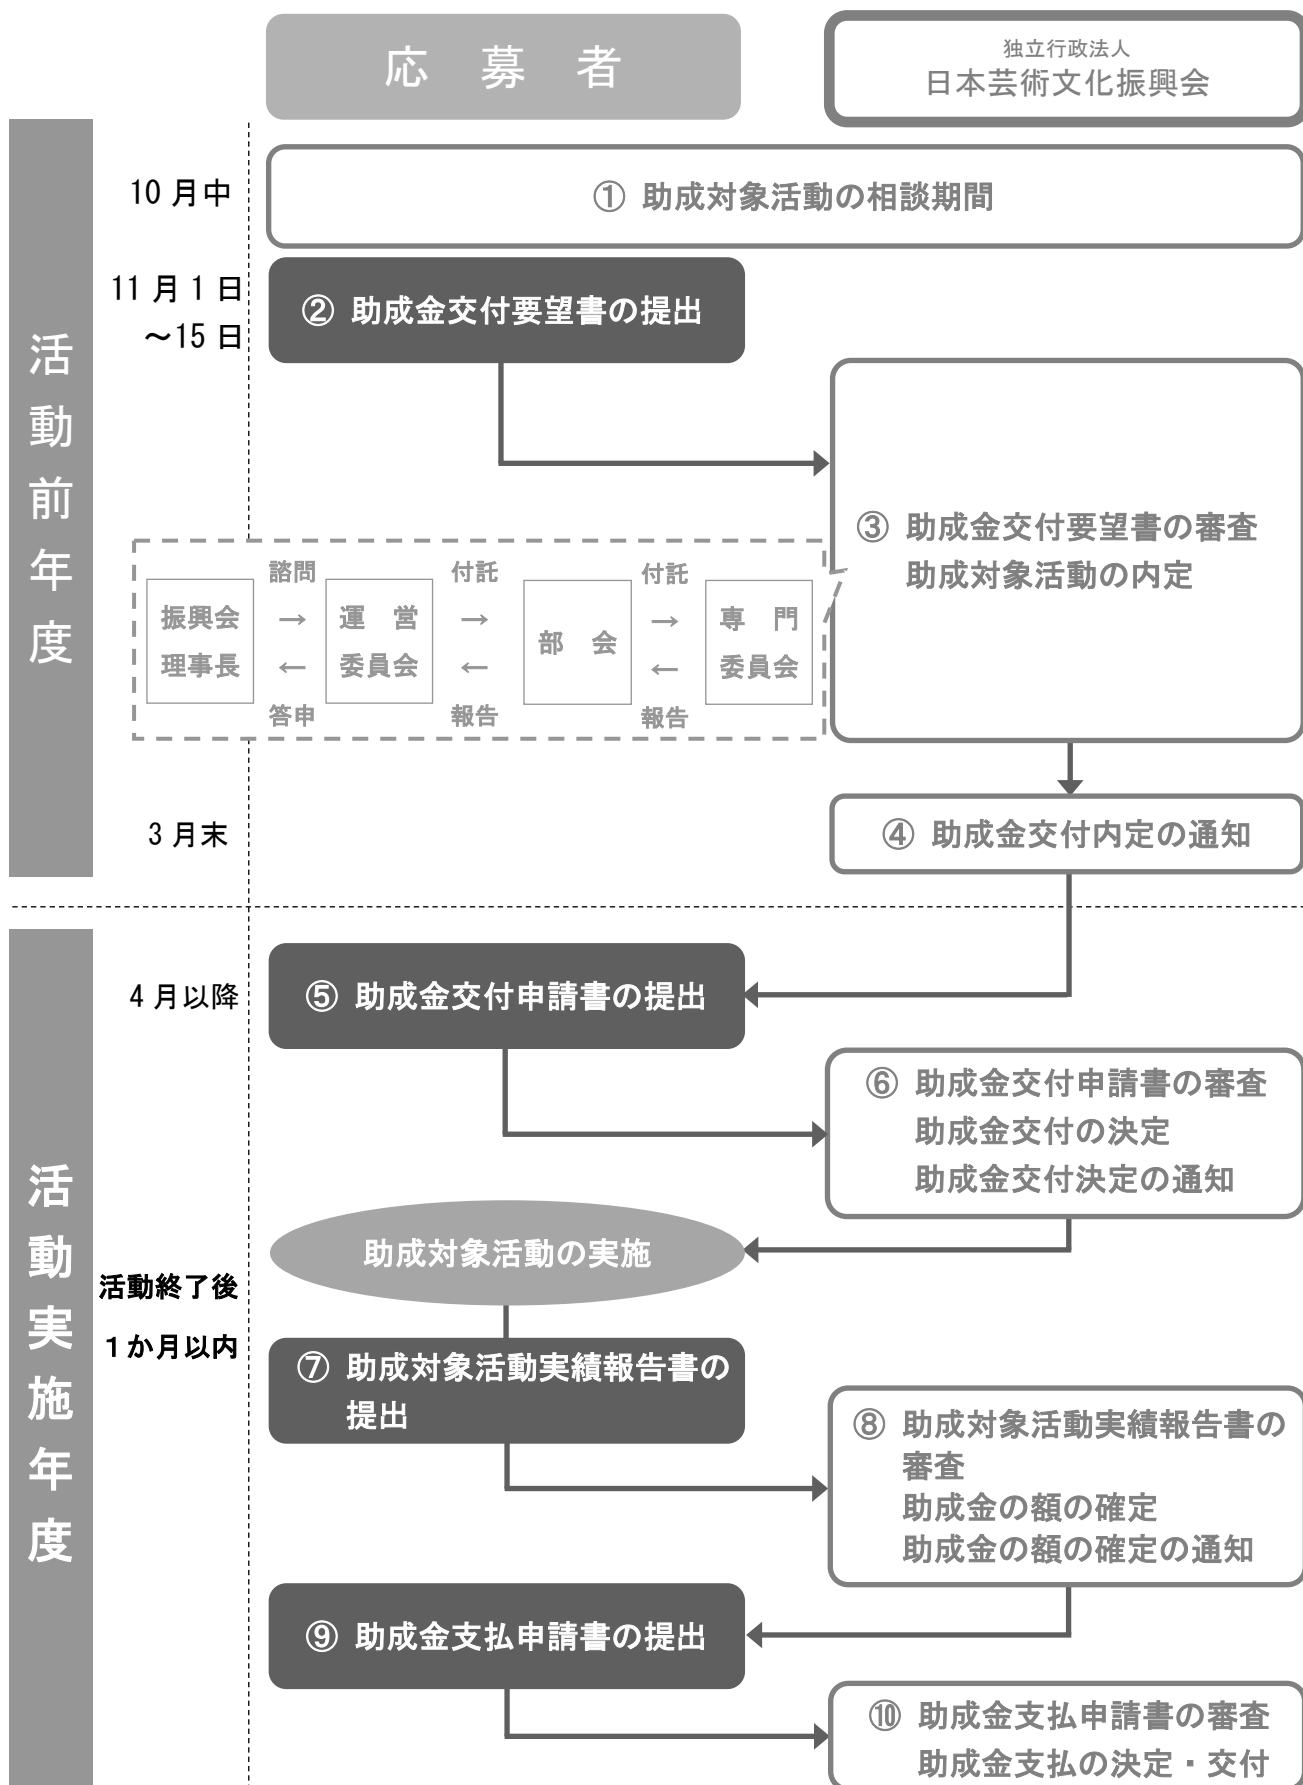 応 募 者
独立行政法人
日本芸術文化振興会
活動前年度
10 月中
① 助成対象活動の相談期間
11 月 1 日
～15 日
② 助成金交付要望書の提出
③ 助成金交付要望書の審査
助成対象活動の内定
諮問
付託
付託
振興会
理事長
→
←
運 営
委員会
→
←
部 会
→
←
専 門
委員会
答申
報告
報告
3 月末
④ 助成金交付内定の通知
活動実施年度
4 月以降
⑤ 助成金交付申請書の提出
⑥ 助成金交付申請書の審査
助成金交付の決定
助成金交付決定の通知
助成対象活動の実施
活動終了後
１か月以内
⑦ 助成対象活動実績報告書の
提出
⑧ 助成対象活動実績報告書の
審査
助成金の額の確定
助成金の額の確定の通知
⑨ 助成金支払申請書の提出
⑩ 助成金支払申請書の審査
助成金支払の決定・交付